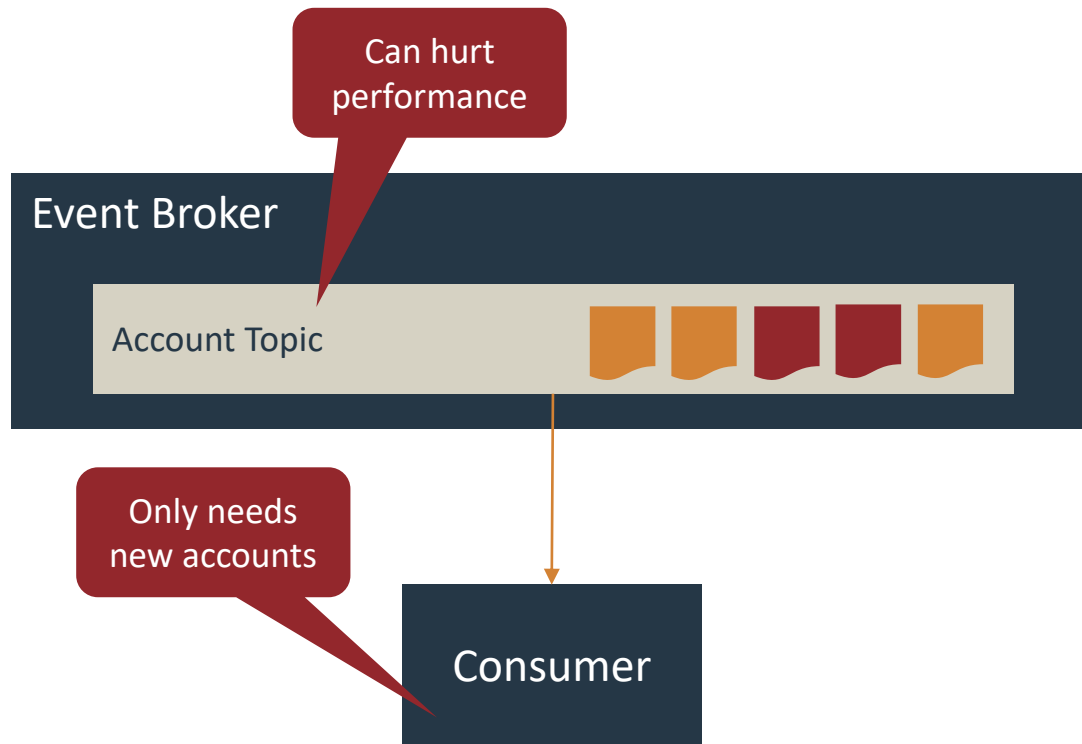 Can hurt
performance
Event Broker
Account Topic
Only needs
new accounts
Consumer